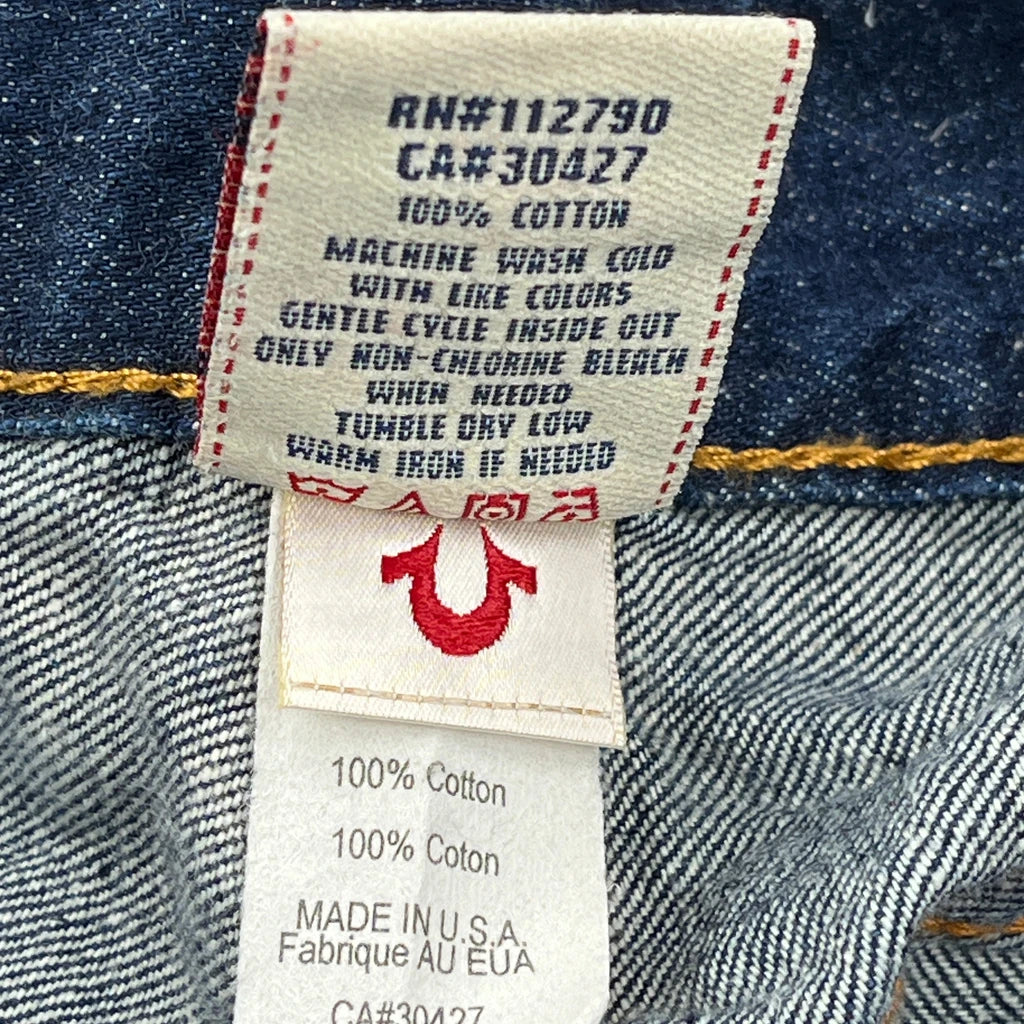 RN#112790
CA#30427
100% COTTON
MACHINE WASH COLD
WITH LIKE COLORS
GENTLE CYCLE INSIDE OUT
ONLY NON-CHLORINE BLEACH
WHEN NEEDED
TUMBLE DRY LOW
WARM IRON IF NEEDED
100% Cotton
100% Coton
MADE IN U.S.A.
Fabrique AU EUA
CA#30427